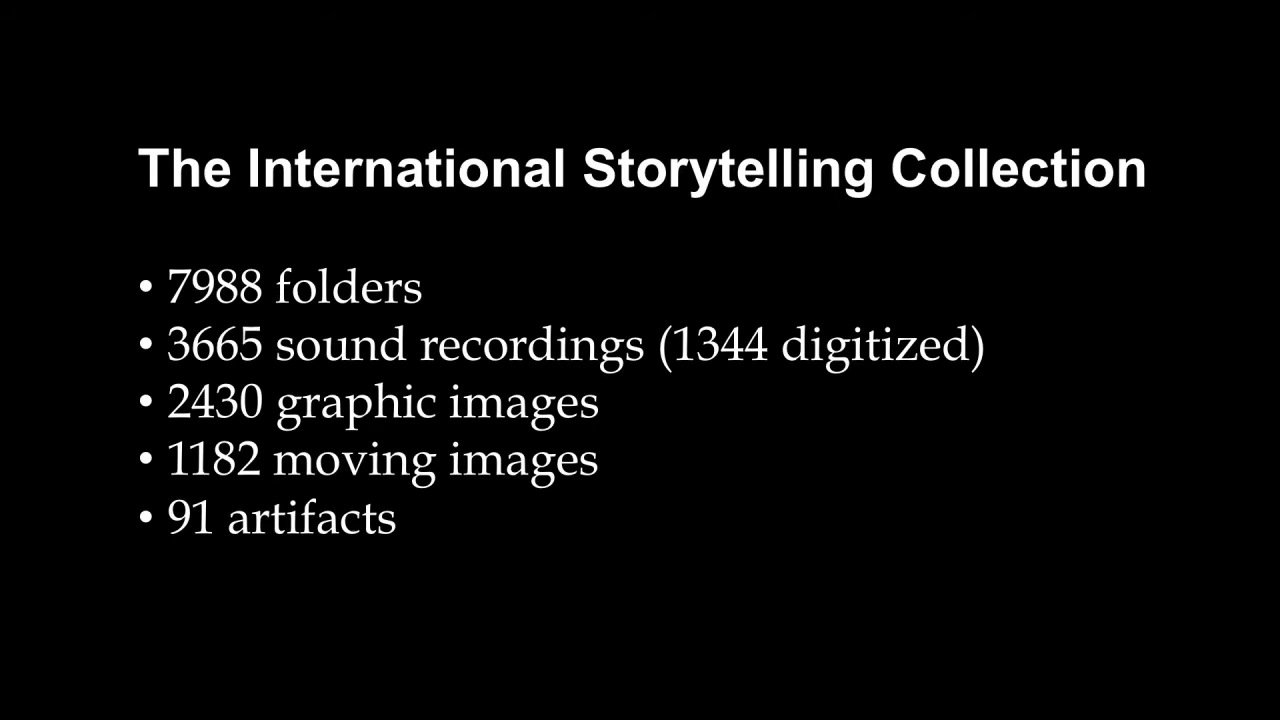 The International Storytelling Collection
• 7988 folders
• 3665 sound recordings (1344 digitized)
• 2430 graphic images
• 1182 moving images
• 91 artifacts